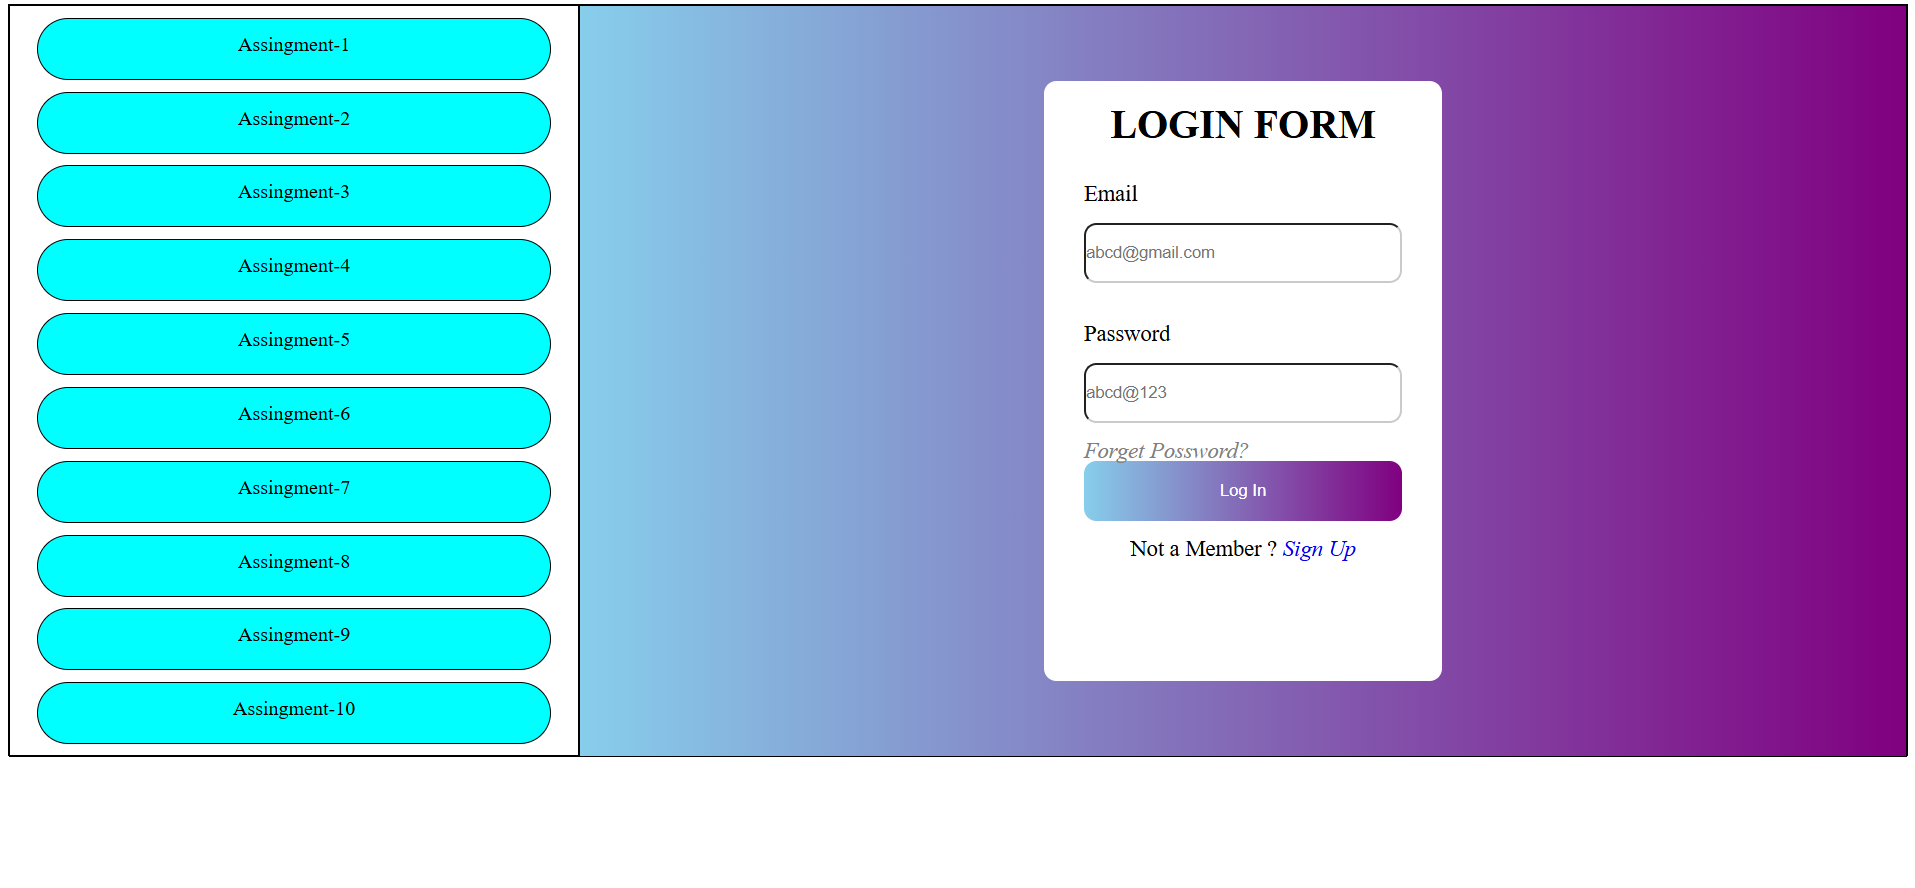 Assingment-1
Assingment-2
Assingment-3
Assingment-4
Assingment-5
Assingment-6
Assingment-7
Assingment-8
Assingment-9
Assingment-10
LOGIN FORM
Email
abcd@gmail.com
Password
abcd@123
Forget Possword?
Log In
Not a Member ? Sign Up